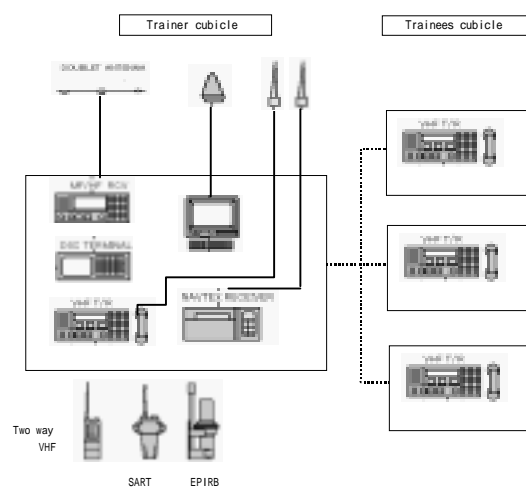 Trainer cubicle
Trainees cubicle
DOUBLET ANTENNA
MF/HF RCU
DSC TERMINAL
VHF T/R
NAVTEX RECEIVER
VHF T/R
VHF T/R
VHF T/R
Two way
VHF
SART
EPIRB